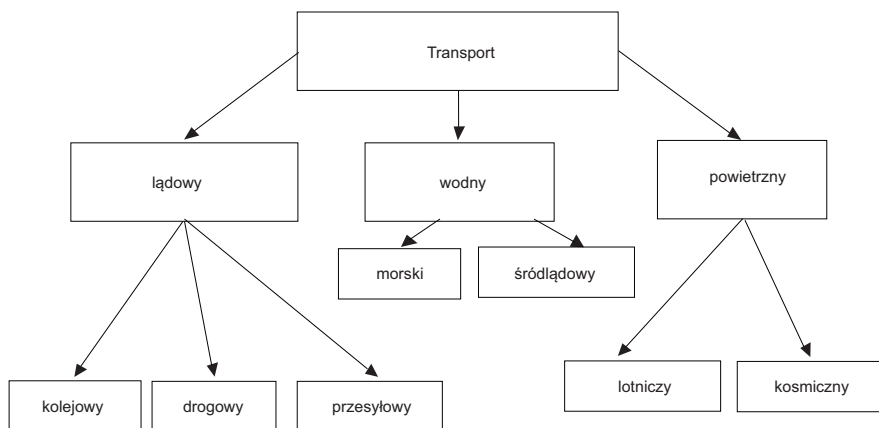 Transport
lądowy
wodny
powietrzny
morski
śródlądowy
lotniczy
kosmiczny
kolejowy
drogowy
przesyłowy